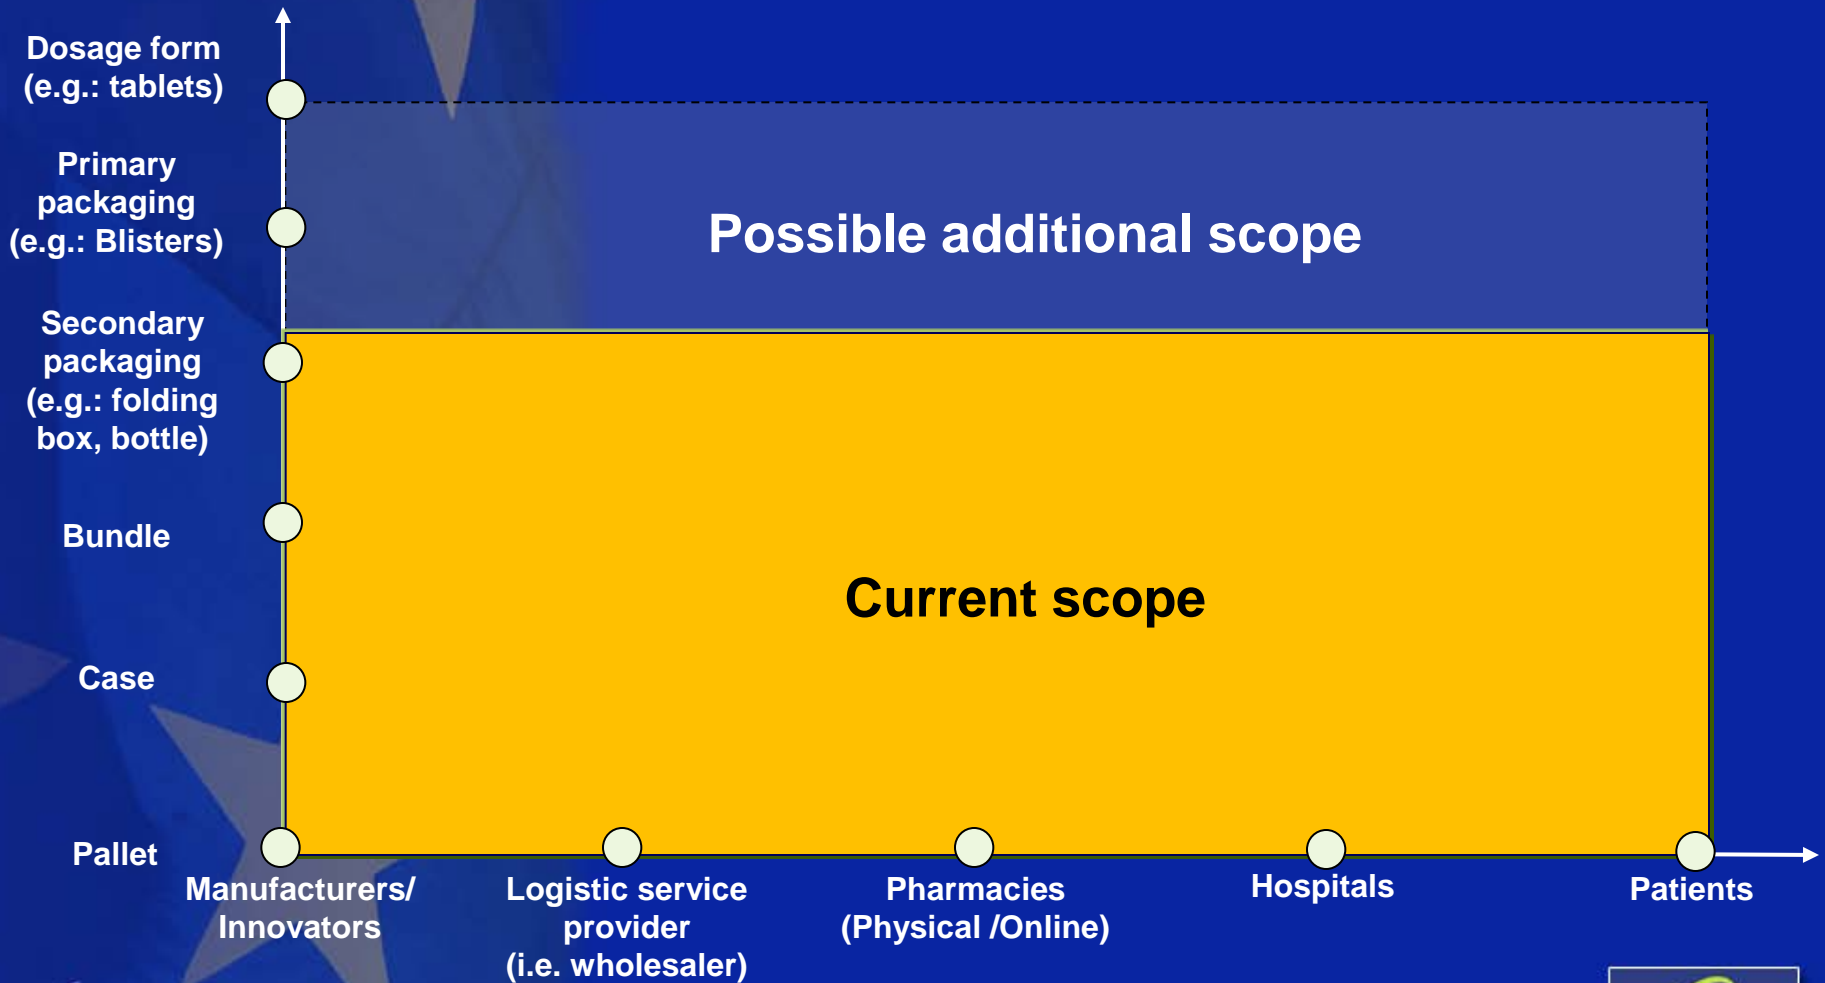 Dosage form
(e.g.: tablets)
Primary
packaging
(e.g.: Blisters)
Possible additional scope
Secondary
packaging
(e.g.: folding
box, bottle)
Bundle
Current scope
Case
Pallet
Manufacturers/
Innovators
Logistic service
provider
(i.e. wholesaler)
Pharmacies
(Physical /Online)
Hospitals
Patients